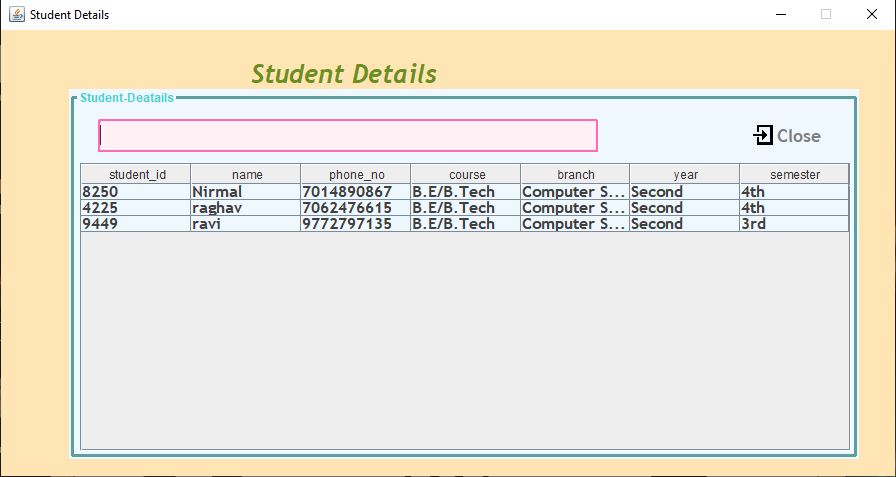 Student Details
Student Details
Student-Deatails
Close
student_id name phone_no course branch year semester
8250 Nirmal 7014890867 B.E/B.Tech Computer S... Second 4th
4225 raghav 7062476615 B.E/B.Tech Computer S... Second 4th
9449 ravi 9772797135 B.E/B.Tech Computer S... Second 3rd